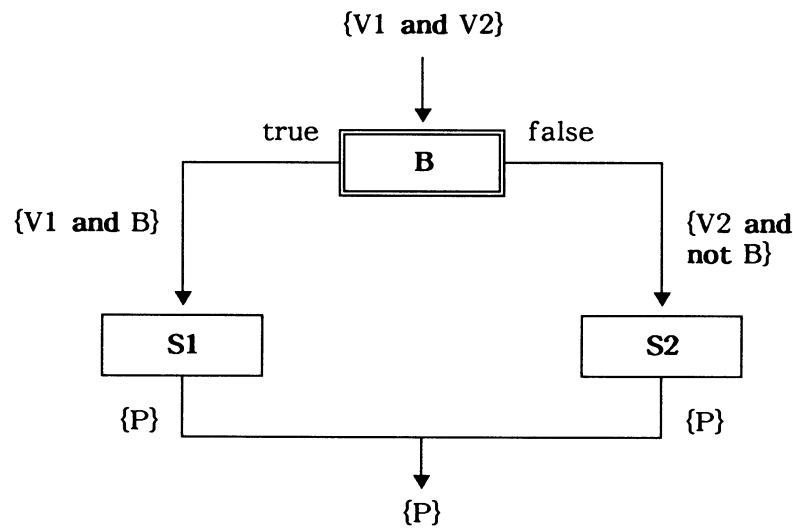 {V1 and V2}
true
false
B
{V1 and B}
{V2 and
not B}
S1
S2
{P}
{P}
{P}